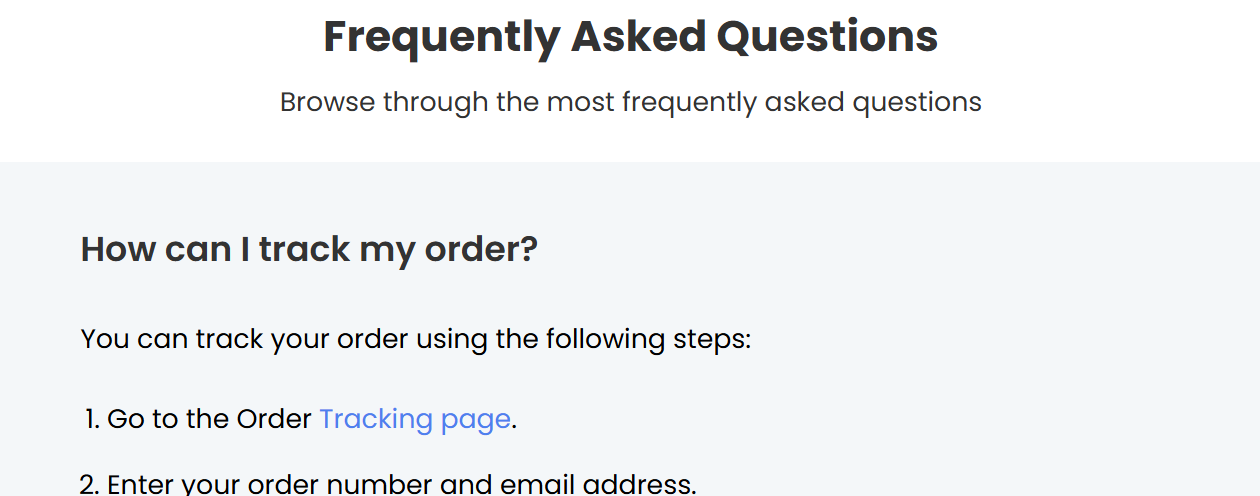 Frequently Asked Questions
Browse through the most frequently asked questions
How can I track my order?
You can track your order using the following steps:
1. Go to the Order Tracking page.
2. Enter your order number and email address.